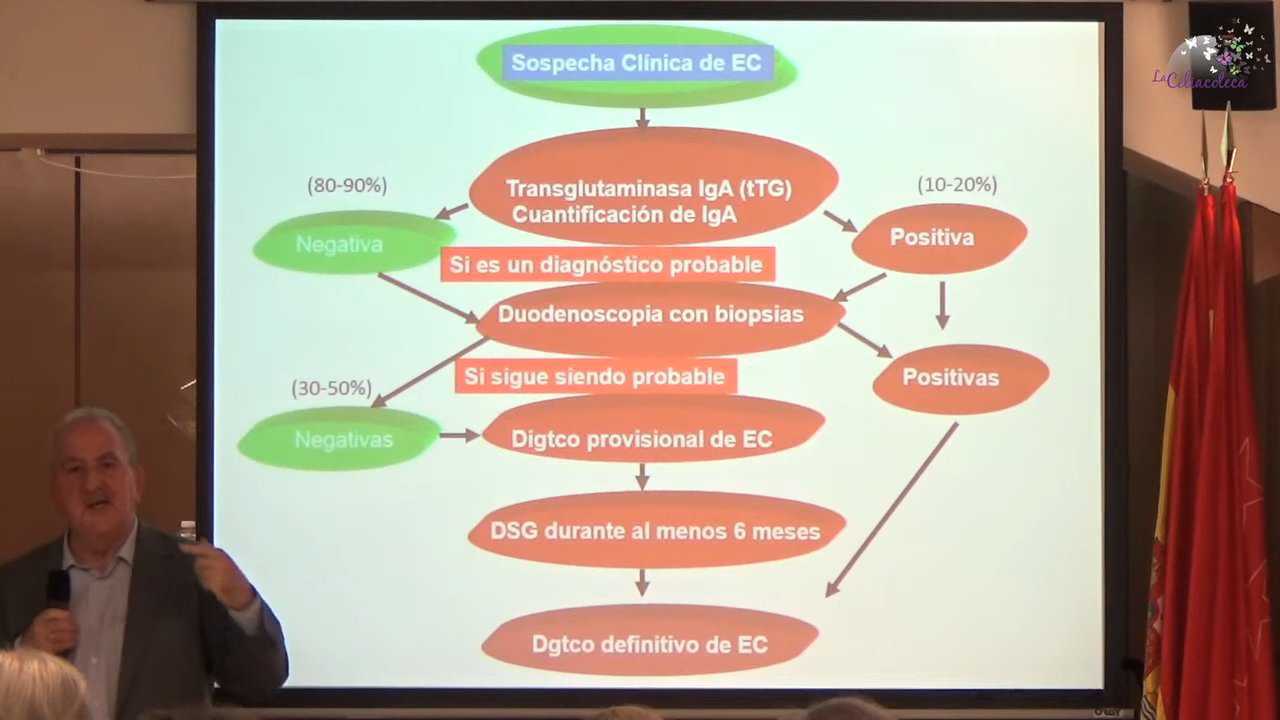 La Celiacoteca
Sospecha Clínica de EC
(80-90%)
Transglutaminasa IgA (tTG)
Cuantificación de IgA
(10-20%)
Negativa
Positiva
Si es un diagnóstico probable
Duodenoscopia con biopsias
Si sigue siendo probable
(30-50%)
Positivas
Negativas
Digtco provisional de EC
DSG durante al menos 6 meses
Dgtco definitivo de EC